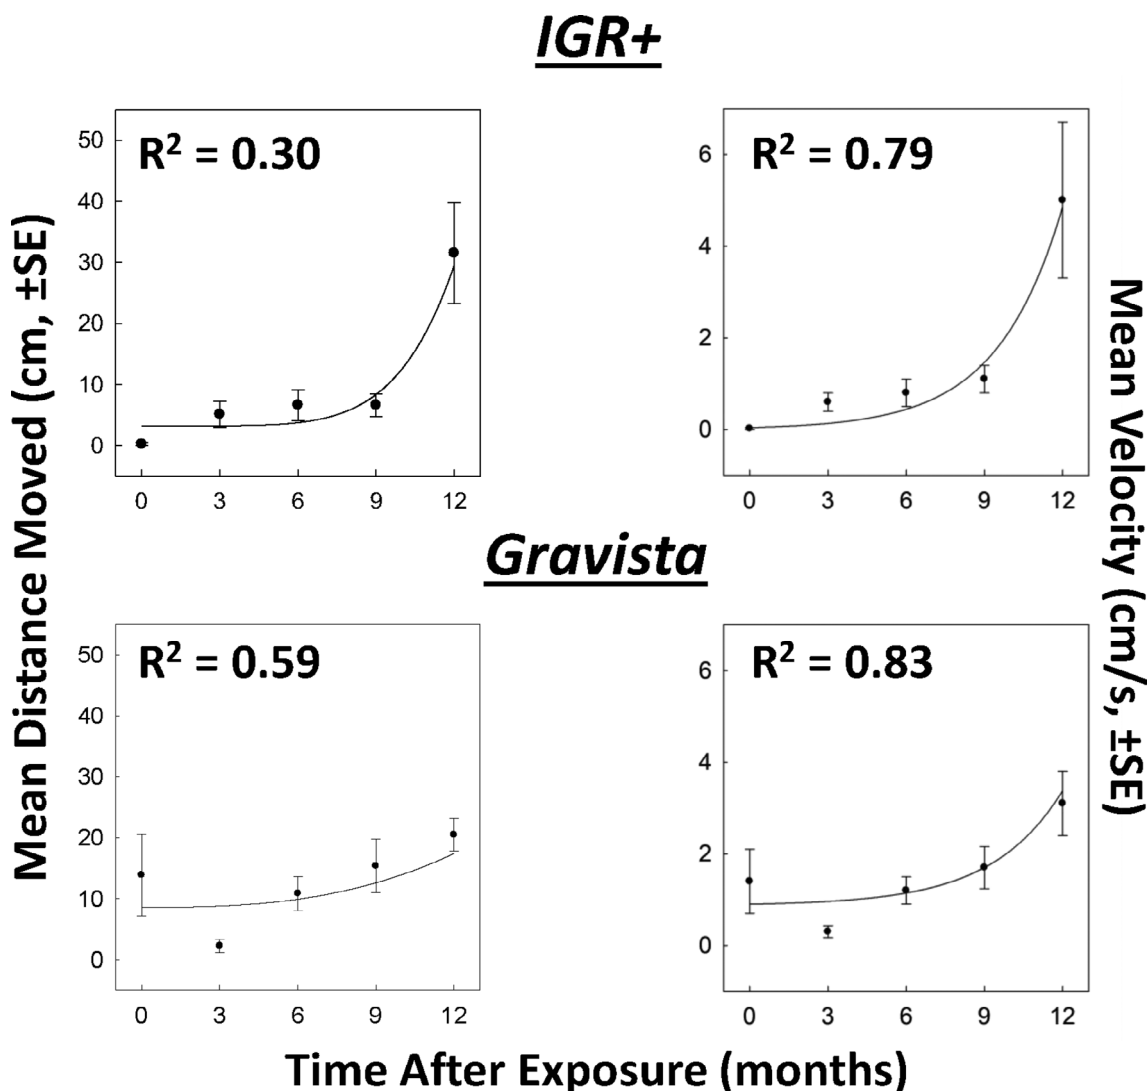 IGR+
Mean Distance Moved (cm, ±SE)
R² = 0.30
50
40
30
20
10
0
0 3 6 9 12
R² = 0.79
6
4
2
0
0 3 6 9 12
Mean Velocity (cm/s, ±SE)
Gravista
R² = 0.59
50
40
30
20
10
0
0 3 6 9 12
R² = 0.83
6
4
2
0
0 3 6 9 12
Time After Exposure (months)